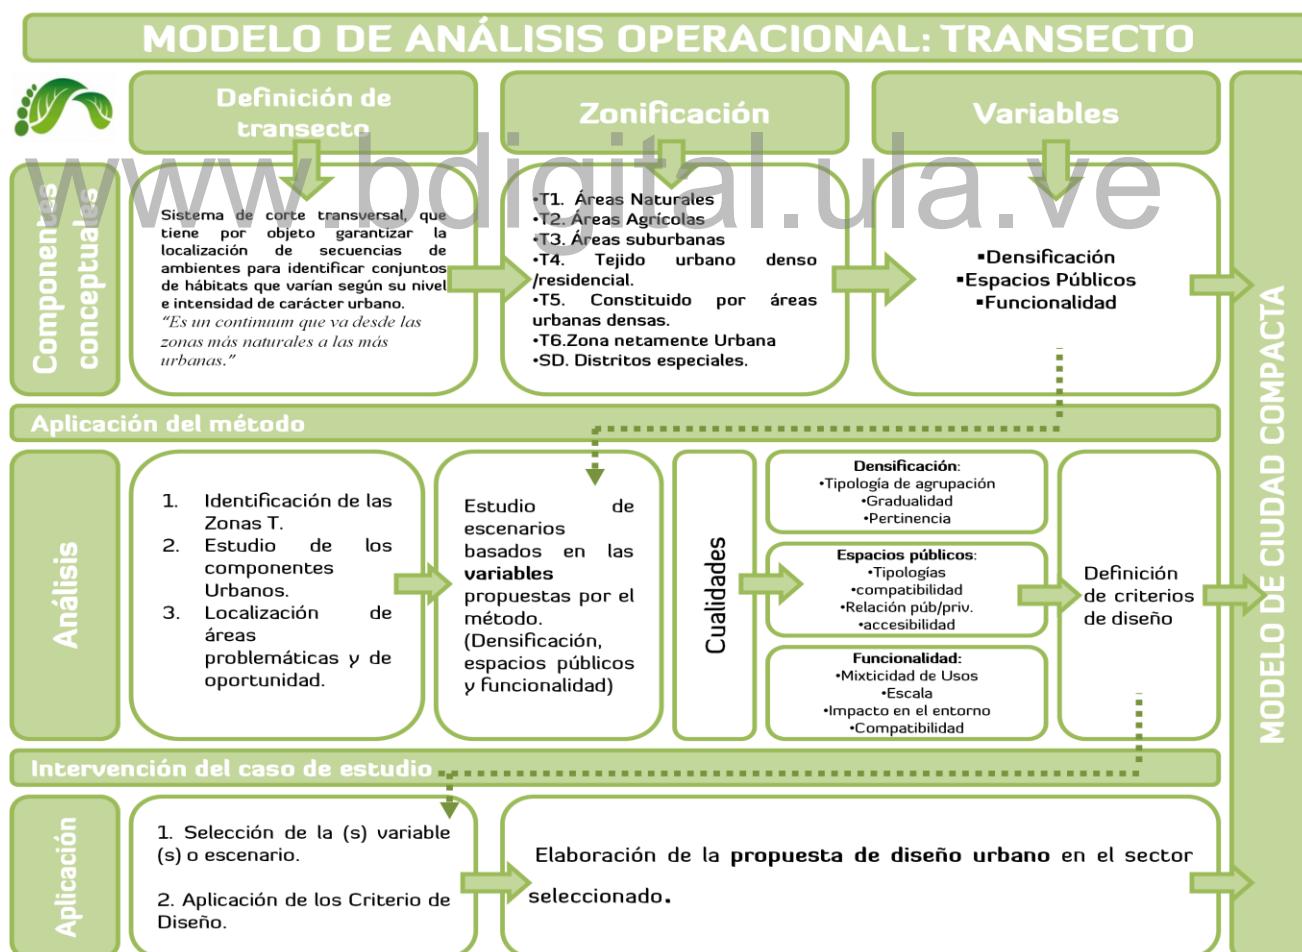 MODELO DE ANÁLISIS OPERACIONAL: TRANSECTO
Definición de
transecto
Zonificación
Variables
www.bdigital.ula.ve
Componentes
conceptuales
Sistema de corte transversal, que
tiene por objeto garantizar la
localización de secuencias de
ambientes para identificar conjuntos
de hábitats que varían según su nivel
e intensidad de carácter urbano.
“Es un continuum que va desde las
zonas más naturales a las más
urbanas.”
•T1. Áreas Naturales
•T2. Áreas Agrícolas
•T3. Áreas suburbanas
•T4. Tejido urbano denso
/residencial.
•T5. Constituido por áreas
urbanas densas.
•T6.Zona netamente Urbana
•SD. Distritos especiales.
▪Densificación
▪Espacios Públicos
▪Funcionalidad
MODELO DE CIUDAD COMPACTA
Aplicación del método
Análisis
1. Identificación de las
Zonas T.
2. Estudio de los
componentes
Urbanos.
3. Localización de
áreas
problemáticas y de
oportunidad.
Estudio de
escenarios
basados en las
variables
propuestas por el
método.
(Densificación,
espacios públicos
y funcionalidad)
Cualidades
Densificación:
•Tipología de agrupación
•Gradualidad
•Pertinencia
Espacios públicos:
•Tipologías
•compatibilidad
•Relación púb/priv.
•accesibilidad
Funcionalidad:
•Mixticidad de Usos
•Escala
•Impacto en el entorno
•Compatibilidad
Definición
de criterios
de diseño
Intervención del caso de estudio
Aplicación
1. Selección de la (s) variable
(s) o escenario.
2. Aplicación de los Criterio de
Diseño.
Elaboración de la propuesta de diseño urbano en el sector
seleccionado.